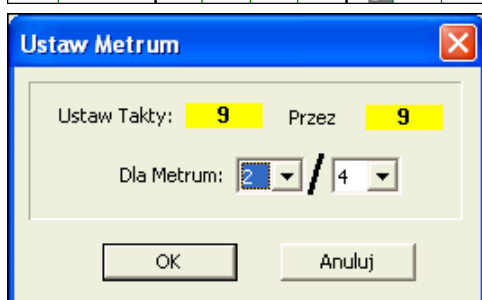 Ustaw Metrum
Ustaw Takty: 9 Przez 9
Dla Metrum: 2 / 4
OK Anuluj